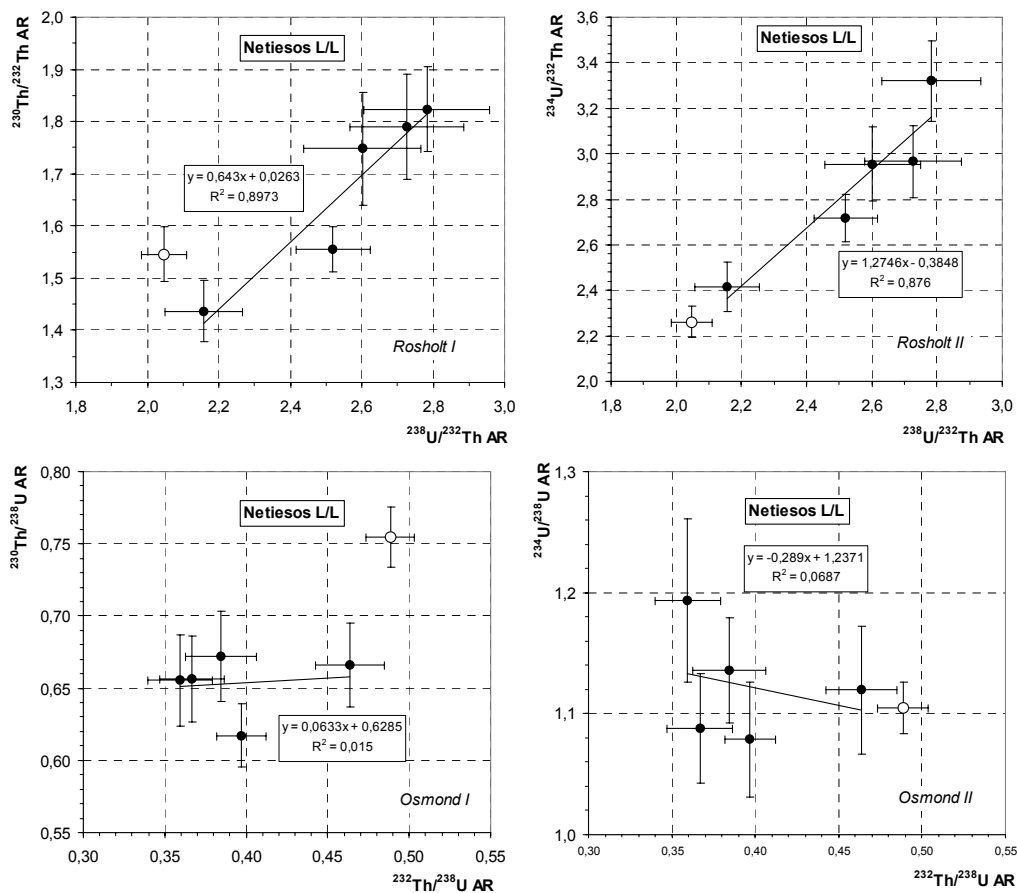 2,0
1,9
1,8
1,7
1,6
1,5
1,4
1,3
²³⁰Th/²³²Th AR
Netiesos L/L
y = 0,643x + 0,0263
R² = 0,8973
Rosholt I
1,8 2,0 2,2 2,4 2,6 2,8 3,0
²³⁸U/²³²Th AR
3,6
3,4
3,2
3,0
2,8
2,6
2,4
2,2
2,0
²³⁴U/²³²Th AR
Netiesos L/L
y = 1,2746x - 0,3848
R² = 0,876
Rosholt II
1,8 2,0 2,2 2,4 2,6 2,8 3,0
²³⁸U/²³²Th AR
0,80
0,75
0,70
0,65
0,60
0,55
²³⁰Th/²³⁸U AR
Netiesos L/L
y = 0,0633x + 0,6285
R² = 0,015
Osmond I
0,30 0,35 0,40 0,45 0,50 0,55
²³²Th/²³⁸U AR
1,3
1,2
1,1
1,0
²³⁴U/²³⁸U AR
Netiesos L/L
y = -0,289x + 1,2371
R² = 0,0687
Osmond II
0,30 0,35 0,40 0,45 0,50 0,55
²³²Th/²³⁸U AR